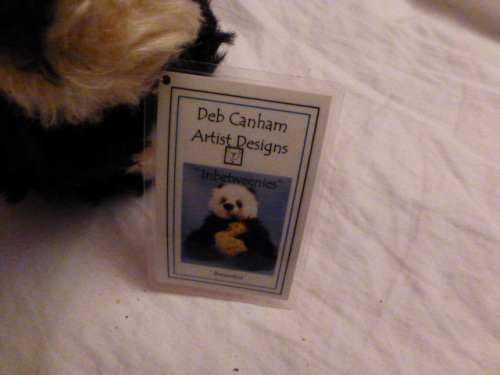 Deb Canham
Artist Designs
"Inbetweenies"